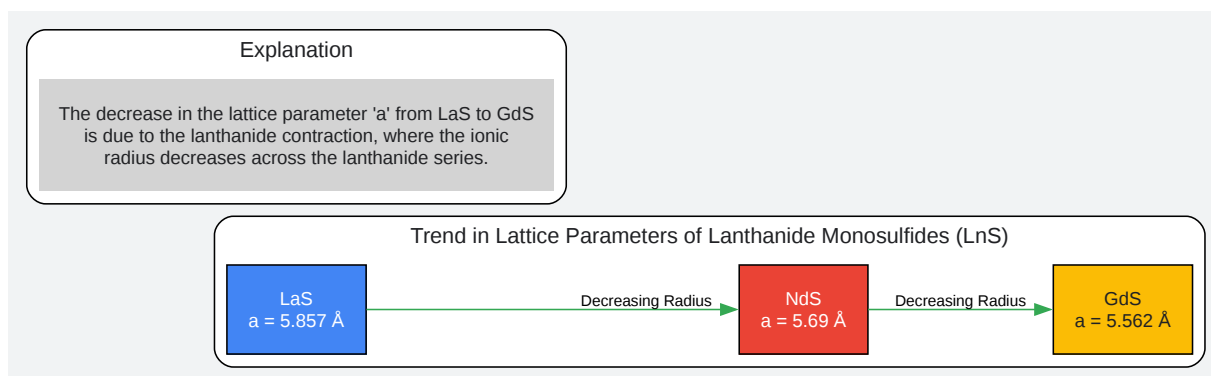 Explanation
The decrease in the lattice parameter 'a' from LaS to GdS
is due to the lanthanide contraction, where the ionic
radius decreases across the lanthanide series.
Trend in Lattice Parameters of Lanthanide Monosulfides (LnS)
LaS
a = 5.857 Å
Decreasing Radius
NdS
a = 5.69 Å
Decreasing Radius
GdS
a = 5.562 Å